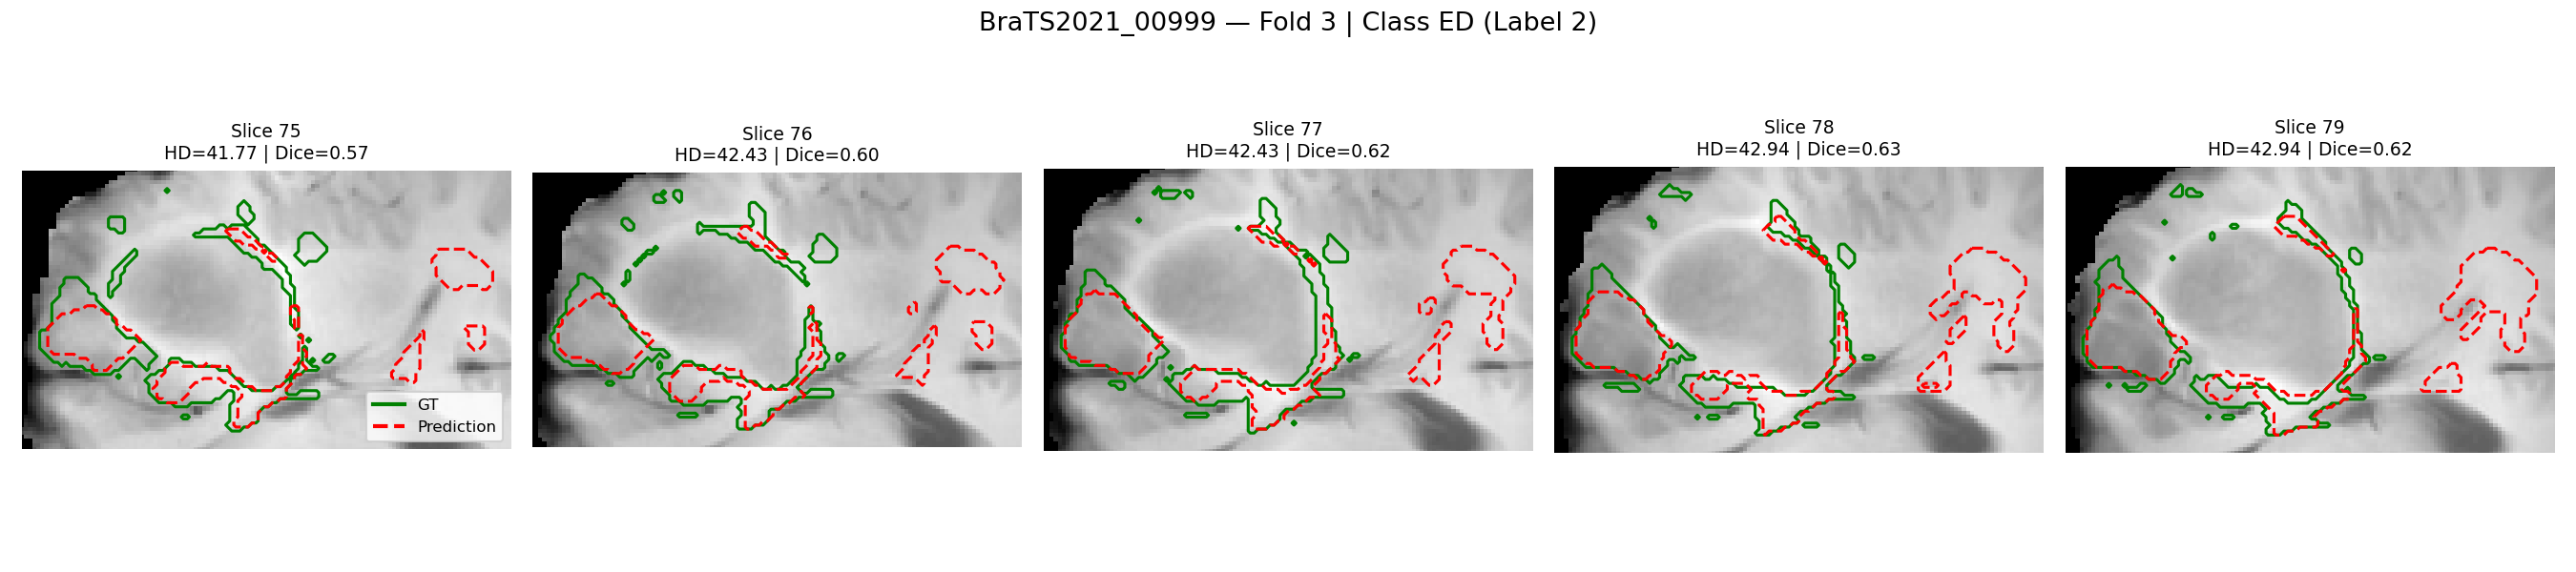 BraTS2021_00999 — Fold 3 | Class ED (Label 2)
Slice 75
HD=41.77 | Dice=0.57
Slice 76
HD=42.43 | Dice=0.60
Slice 77
HD=42.43 | Dice=0.62
Slice 78
HD=42.94 | Dice=0.63
Slice 79
HD=42.94 | Dice=0.62
GT
Prediction